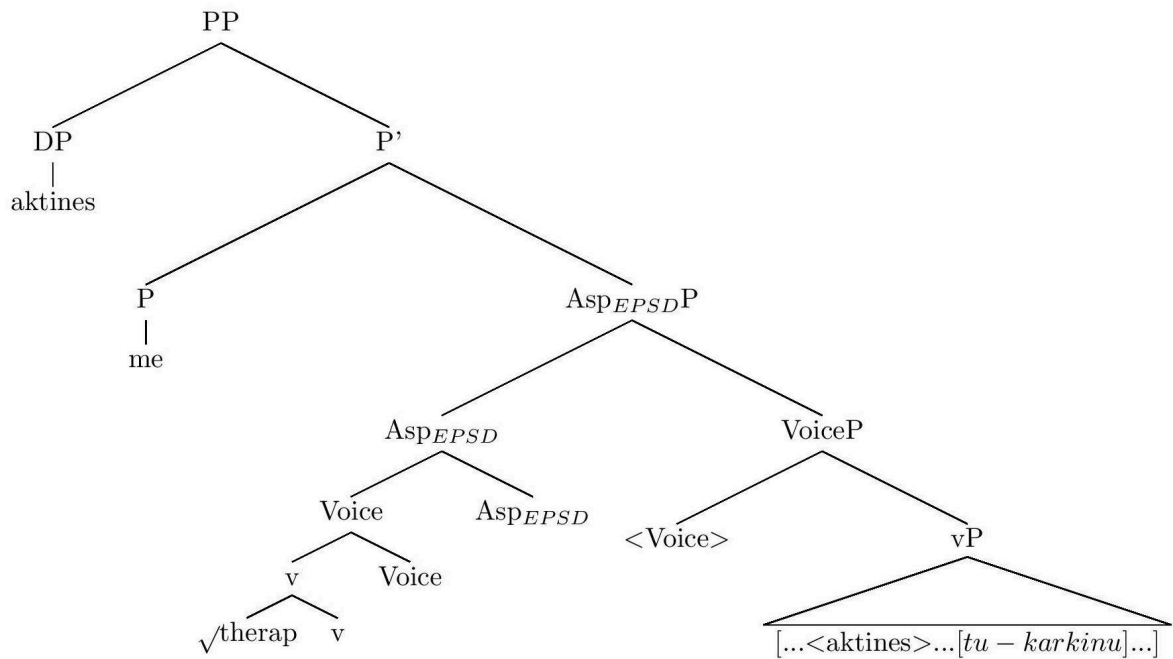 PP
DP P'
aktines
P Asp_EPSD P
me
Asp_EPSD VoiceP
Voice Asp_EPSD <Voice> vP
v Voice
√therap v [...<aktines>...[tu − karkinu]...]